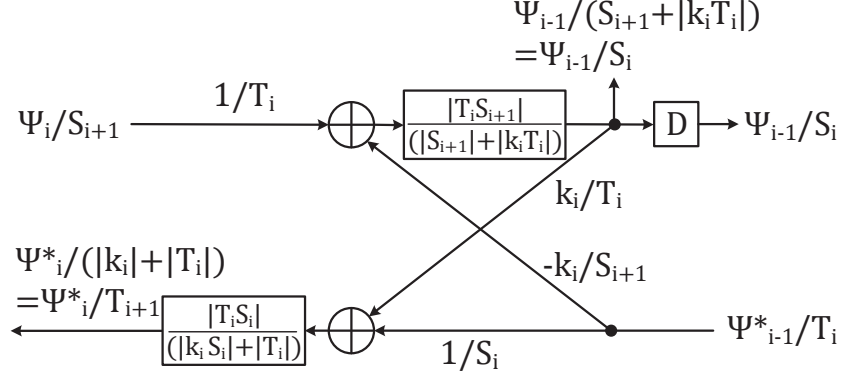 Ψᵢ₋₁/(Sᵢ₊₁+|kᵢTᵢ|)
=Ψᵢ₋₁/Sᵢ
1/Tᵢ
Ψᵢ/Sᵢ₊₁
|TᵢSᵢ₊₁|
(|Sᵢ₊₁|+|kᵢTᵢ|)
D
Ψᵢ₋₁/Sᵢ
kᵢ/Tᵢ
-kᵢ/Sᵢ₊₁
Ψ*ᵢ/(|kᵢ|+|Tᵢ|)
=Ψ*ᵢ/Tᵢ₊₁
|TᵢSᵢ|
(|kᵢSᵢ|+|Tᵢ|)
1/Sᵢ
Ψ*ᵢ₋₁/Tᵢ